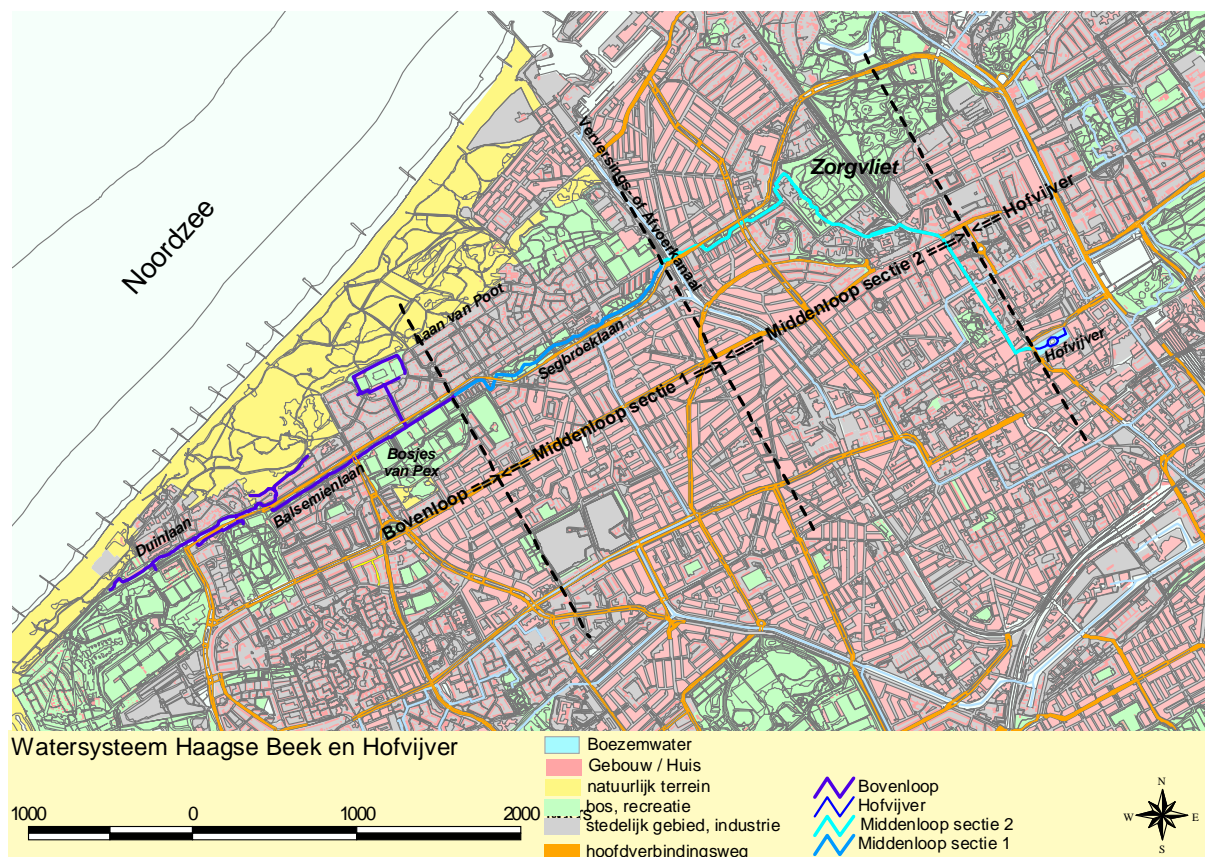 Noordzee
Verversings- of Afvoerkanaal
Zorgvliet
Laan van Poot
Segbroeklaan
Bosjes
van Pex
Balsemienlaan
Duinlaan
Bovenloop ==><== Middenloop sectie 1 ==><== Middenloop sectie 2 ==><== Hofvijver
Hofvijver
Watersysteem Haagse Beek en Hofvijver
1000 0 1000 2000
Boezemwater
Gebouw / Huis
natuurlijk terrein
bos, recreatie
stedelijk gebied, industrie
hoofdverbindingsweg
Bovenloop
Hofvijver
Middenloop sectie 2
Middenloop sectie 1
N
W E
S